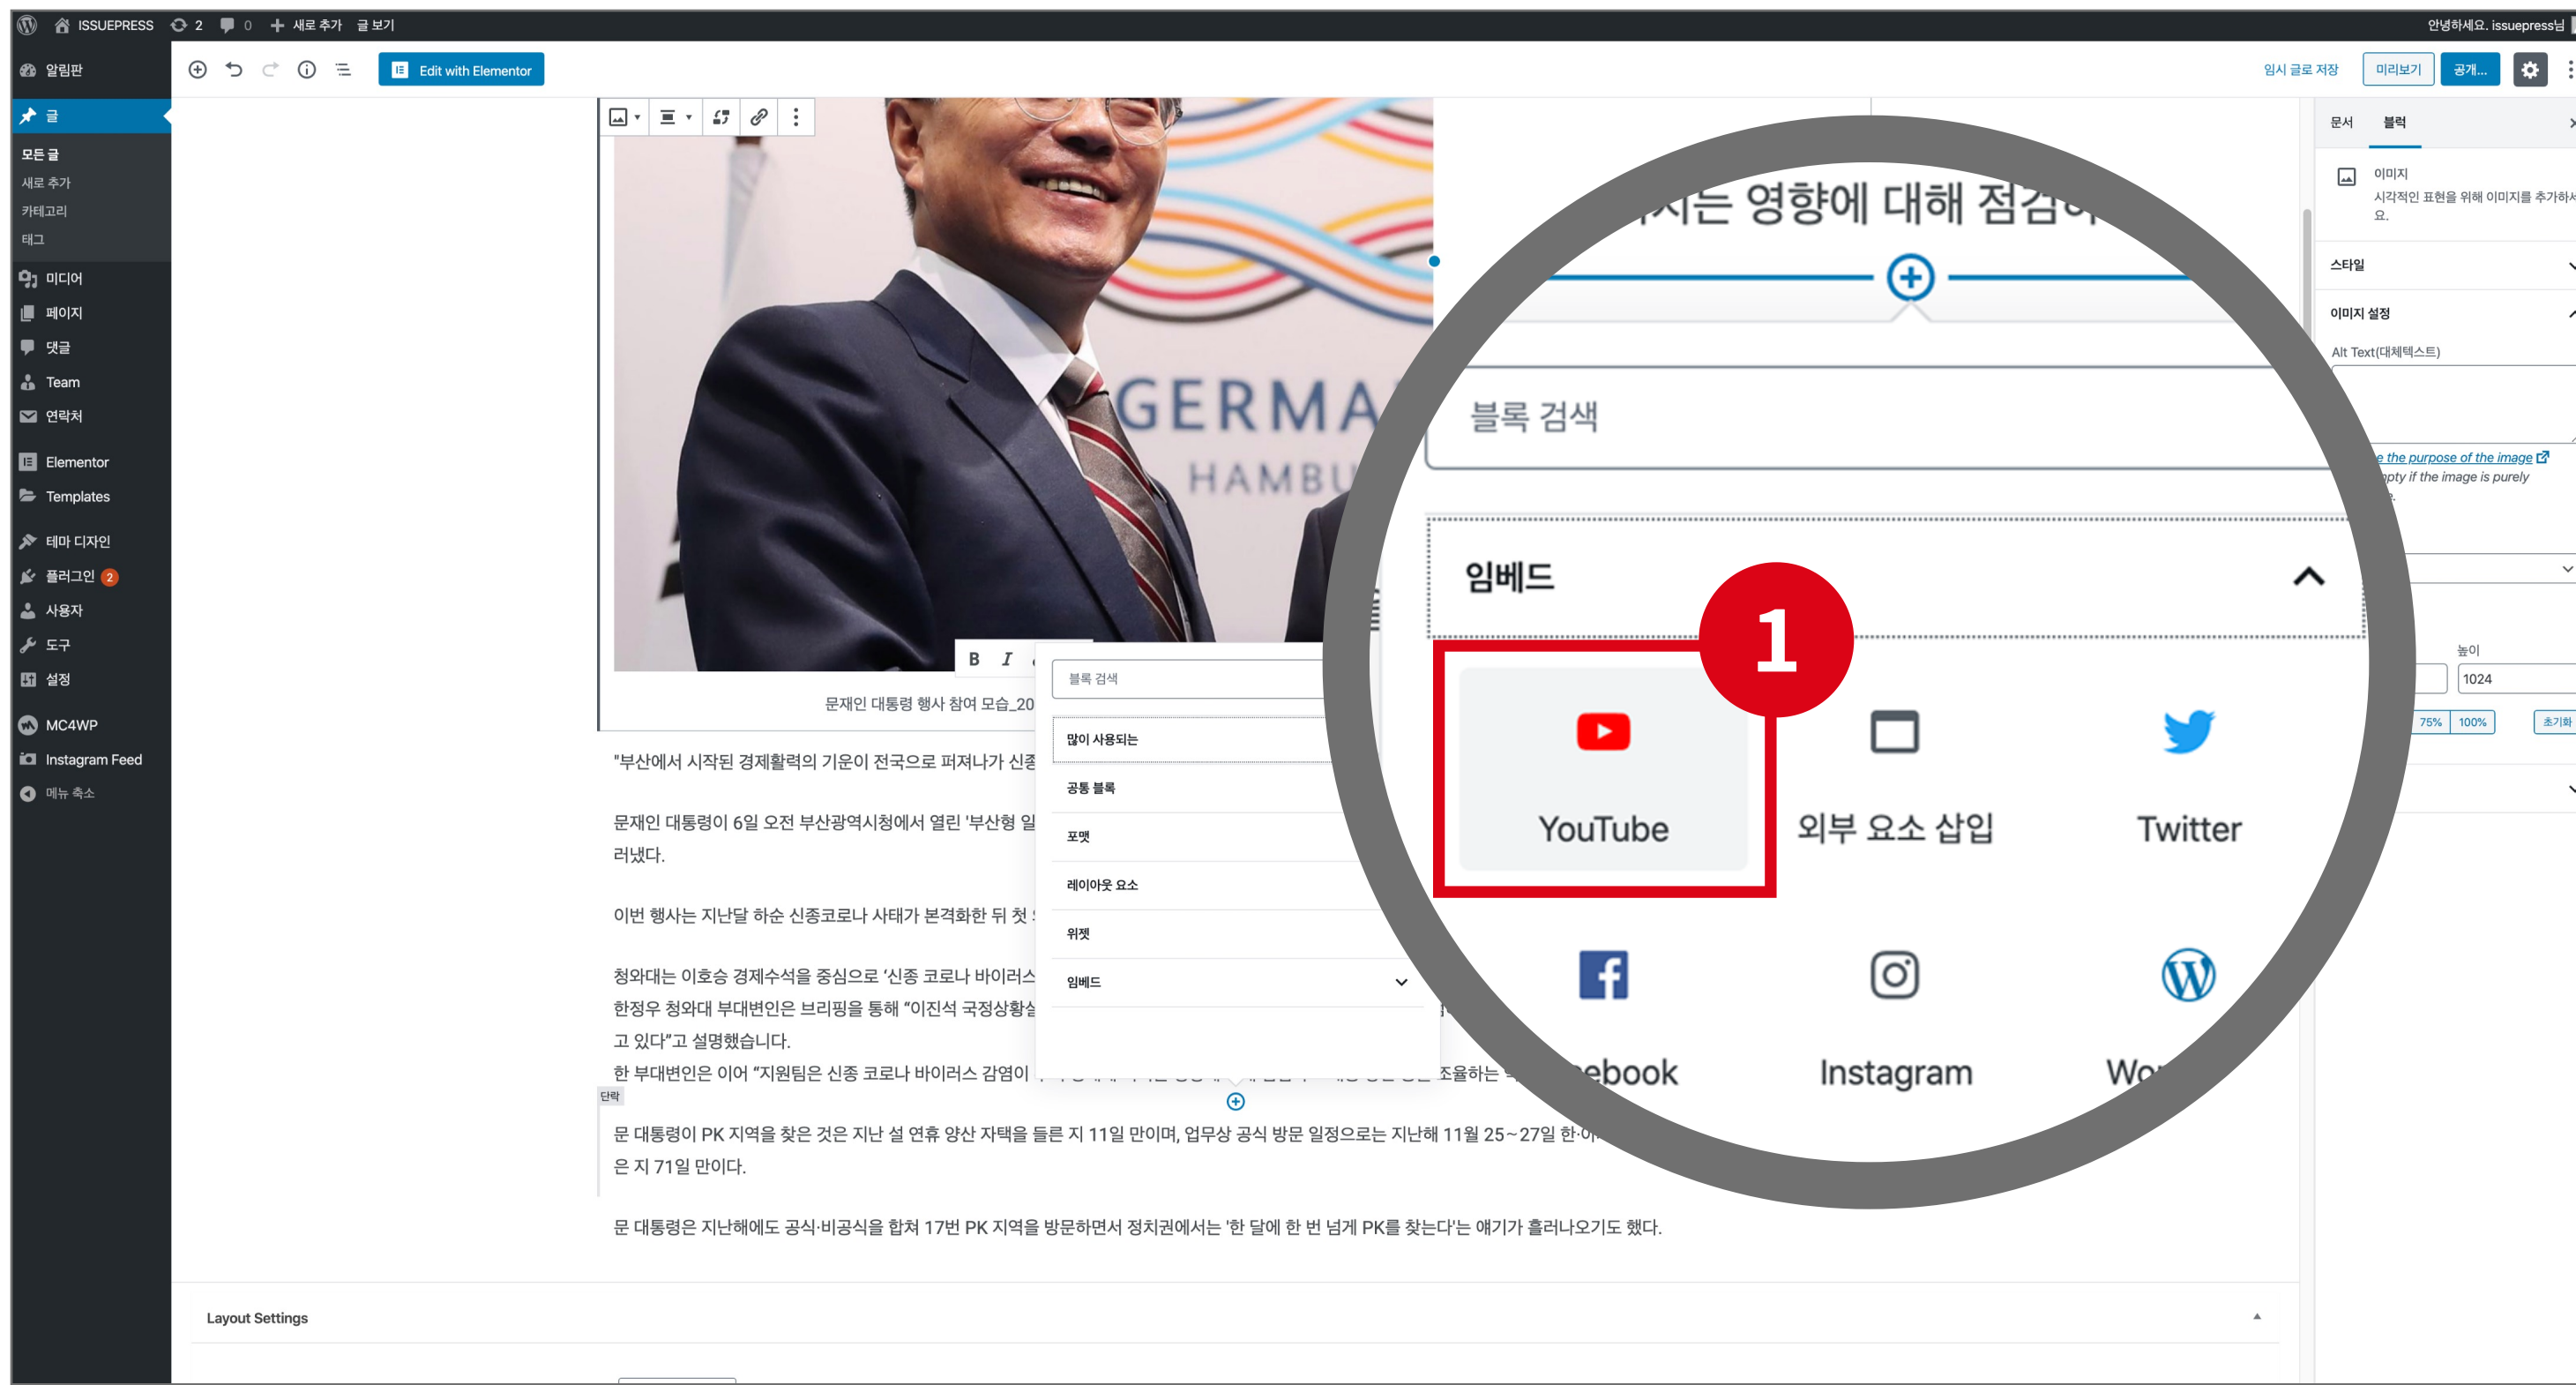 ISSUEPRESS 2 0 새로 추가 글 보기 안녕하세요. issuepress님
알림판
글
모든 글
새로 추가
카테고리
태그
미디어
페이지
댓글
Team
연락처
Elementor
Templates
테마 디자인
플러그인 2
사용자
도구
설정
MC4WP
Instagram Feed
메뉴 축소
Edit with Elementor 임시 글로 저장 미리보기 공개...
GERMA
HAMBU
B I
문재인 대통령 행사 참여 모습_20
"부산에서 시작된 경제활력의 기운이 전국으로 퍼져나가 신종
문재인 대통령이 6일 오전 부산광역시청에서 열린 '부산형 일
러냈다.
이번 행사는 지난달 하순 신종코로나 사태가 본격화한 뒤 첫
청와대는 이호승 경제수석을 중심으로 ‘신종 코로나 바이러스
한정우 청와대 부대변인은 브리핑을 통해 “이진석 국정상황실
고 있다”고 설명했습니다.
한 부대변인은 이어 “지원팀은 신종 코로나 바이러스 감염이 조율하는
단락
문 대통령이 PK 지역을 찾은 것은 지난 설 연휴 양산 자택을 들른 지 11일 만이며, 업무상 공식 방문 일정으로는 지난해 11월 25~27일 한·아
은 지 71일 만이다.
문 대통령은 지난해에도 공식·비공식을 합쳐 17번 PK 지역을 방문하면서 정치권에서는 '한 달에 한 번 넘게 PK를 찾는다'는 얘기가 흘러나오기도 했다.
Layout Settings
블록 검색
많이 사용되는
공통 블록
포맷
레이아웃 요소
위젯
임베드
영향에 대해
블록 검색
임베드
1
YouTube 외부 요소 삽입 Twitter
ebook Instagram Wo
문서 블럭
이미지
시각적인 표현을 위해 이미지를 추가하세
요.
스타일
이미지 설정
Alt Text(대체텍스트)
the purpose of the image
if the image is purely
높이
1024
75% 100% 초기화